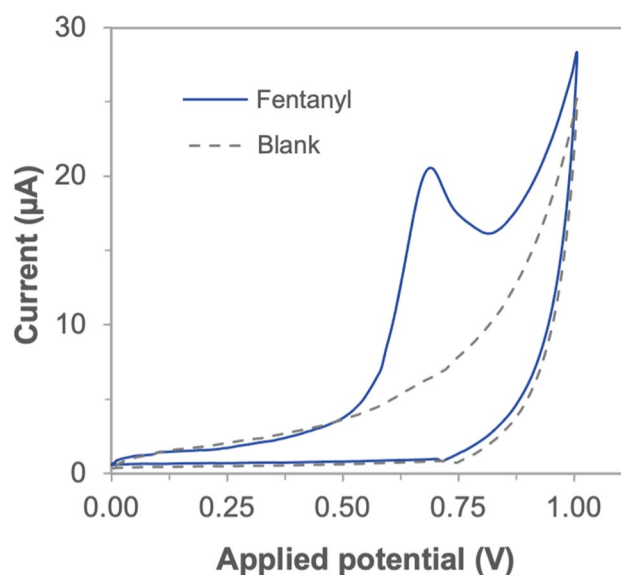 30
20
10
0
Current (µA)
Fentanyl
Blank
0.00 0.25 0.50 0.75 1.00
Applied potential (V)